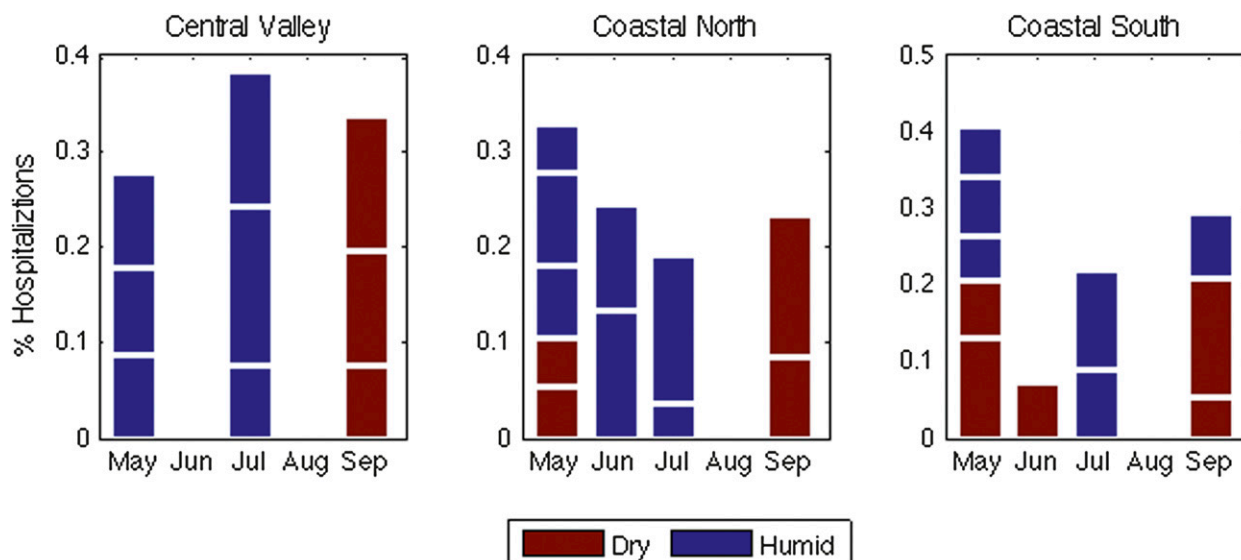 Central Valley
Coastal North
Coastal South
% Hospitaliztions
0.4
0.3
0.2
0.1
0
May Jun Jul Aug Sep
0.4
0.3
0.2
0.1
0
May Jun Jul Aug Sep
0.5
0.4
0.3
0.2
0.1
0
May Jun Jul Aug Sep
Dry
Humid